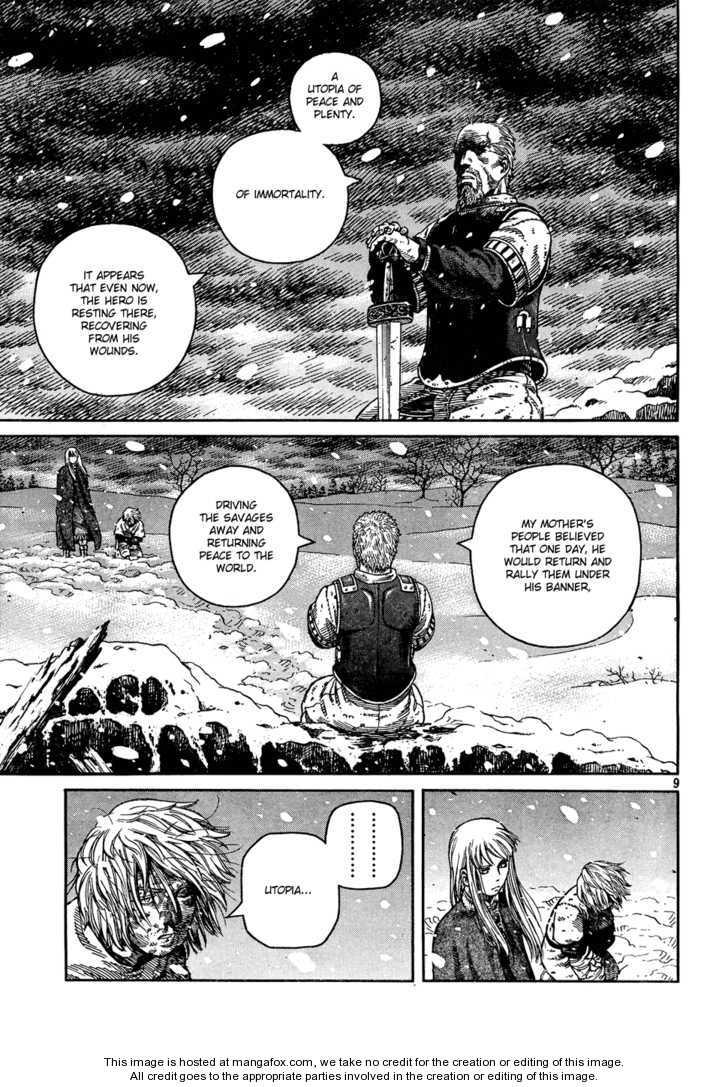 A
UTOPIA OF
PEACE AND
PLENTY.
OF IMMORTALITY.
IT APPEARS
THAT EVEN NOW,
THE HERO IS
RESTING THERE,
RECOVERING
FROM HIS
WOUNDS.
MY MOTHER'S
PEOPLE BELIEVED
THAT ONE DAY, HE
WOULD RETURN AND
RALLY THEM UNDER
HIS BANNER,
DRIVING
THE SAVAGES
AWAY AND
RETURNING
PEACE TO THE
WORLD.
9
UTOPIA...
This image is hosted at mangafox.com, we take no credit for the creation or editing of this image.
All credit goes to the appropriate parties involved in the creation or editing of this image.